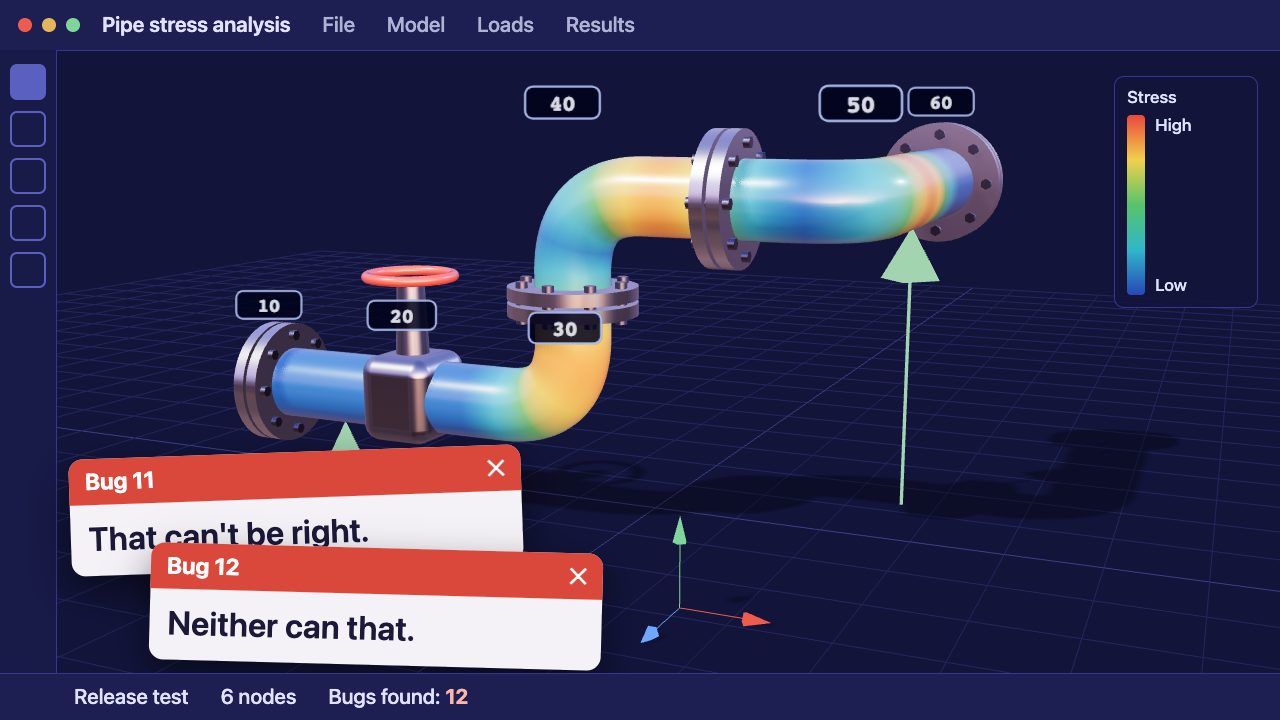 Pipe stress analysis File Model Loads Results
40
50
60
Stress
High
Low
10
20
30
Bug 11
That can't be right.
Bug 12
Neither can that.
Release test 6 nodes Bugs found: 12